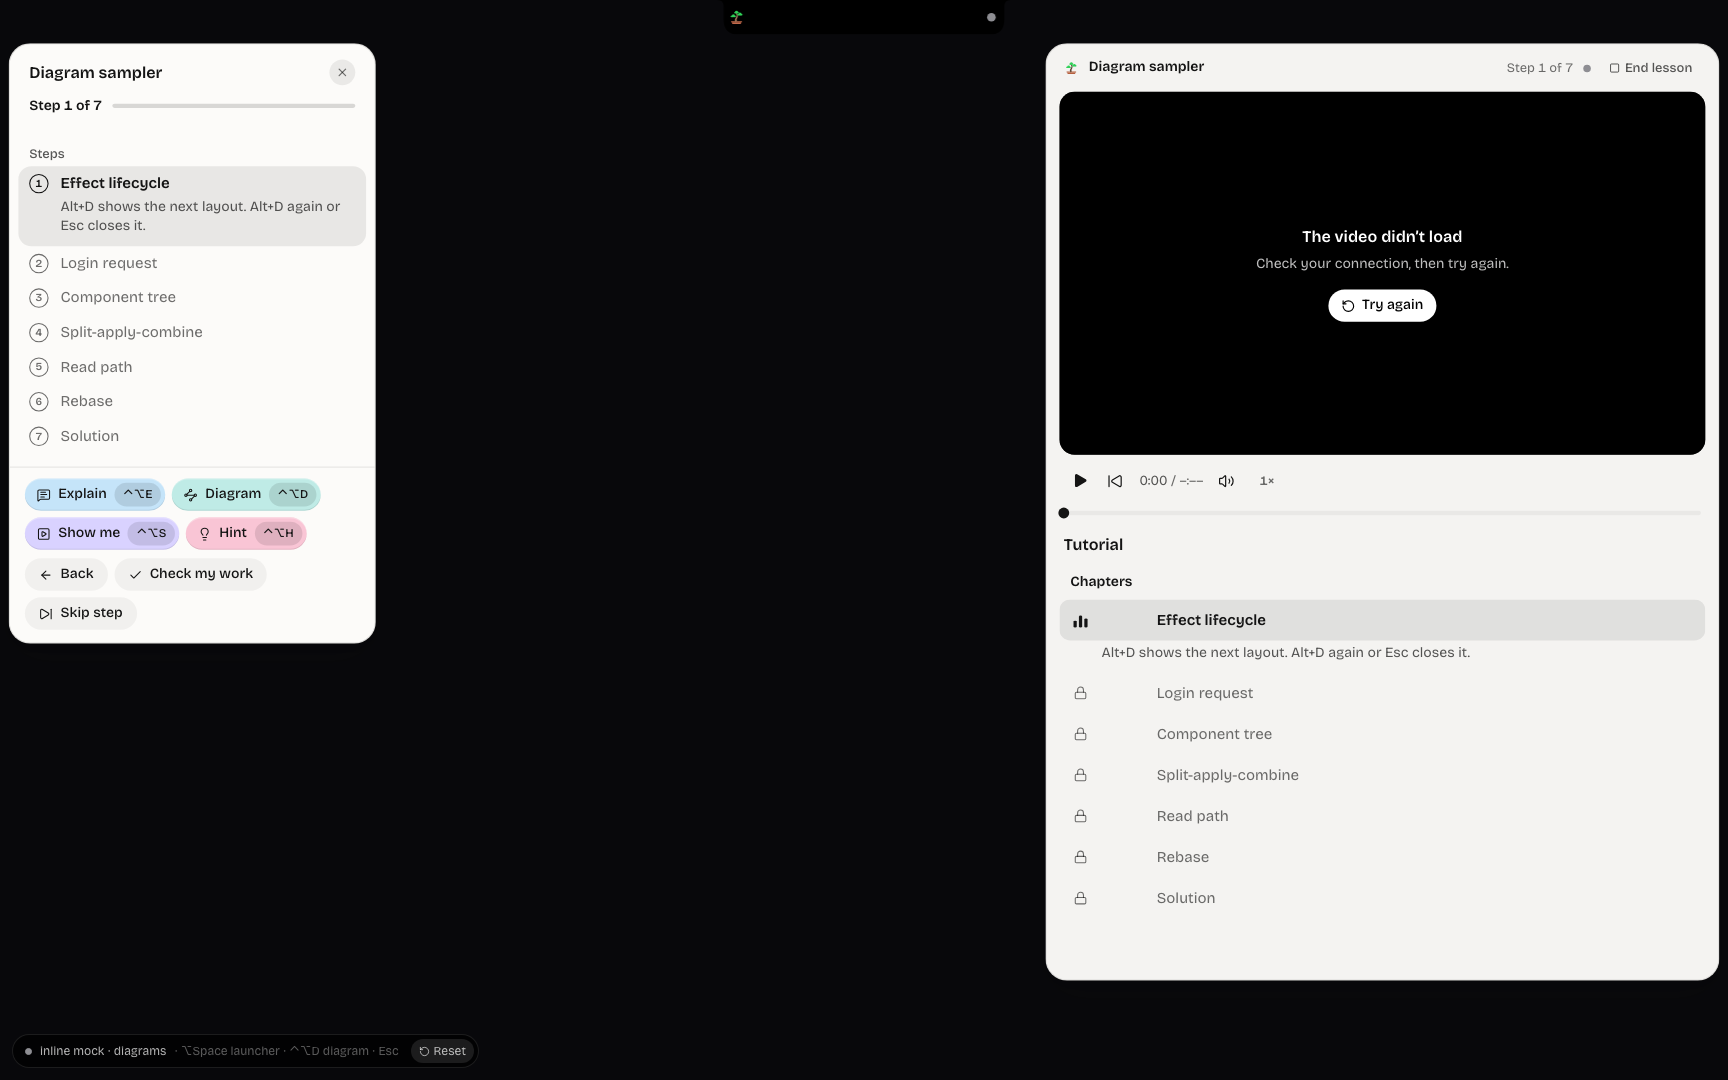 Diagram sampler
Step 1 of 7
Steps
1 Effect lifecycle
Alt+D shows the next layout. Alt+D again or
Esc closes it.
2 Login request
3 Component tree
4 Split-apply-combine
5 Read path
6 Rebase
7 Solution
Explain ^⌥E Diagram ^⌥D
Show me ^⌥S Hint ^⌥H
Back Check my work
Skip step
Diagram sampler Step 1 of 7 End lesson
The video didn’t load
Check your connection, then try again.
Try again
0:00 / –:–– 1×
Tutorial
Chapters
Effect lifecycle
Alt+D shows the next layout. Alt+D again or Esc closes it.
Login request
Component tree
Split-apply-combine
Read path
Rebase
Solution
inline mock · diagrams · ⌥Space launcher · ^⌥D diagram · Esc Reset